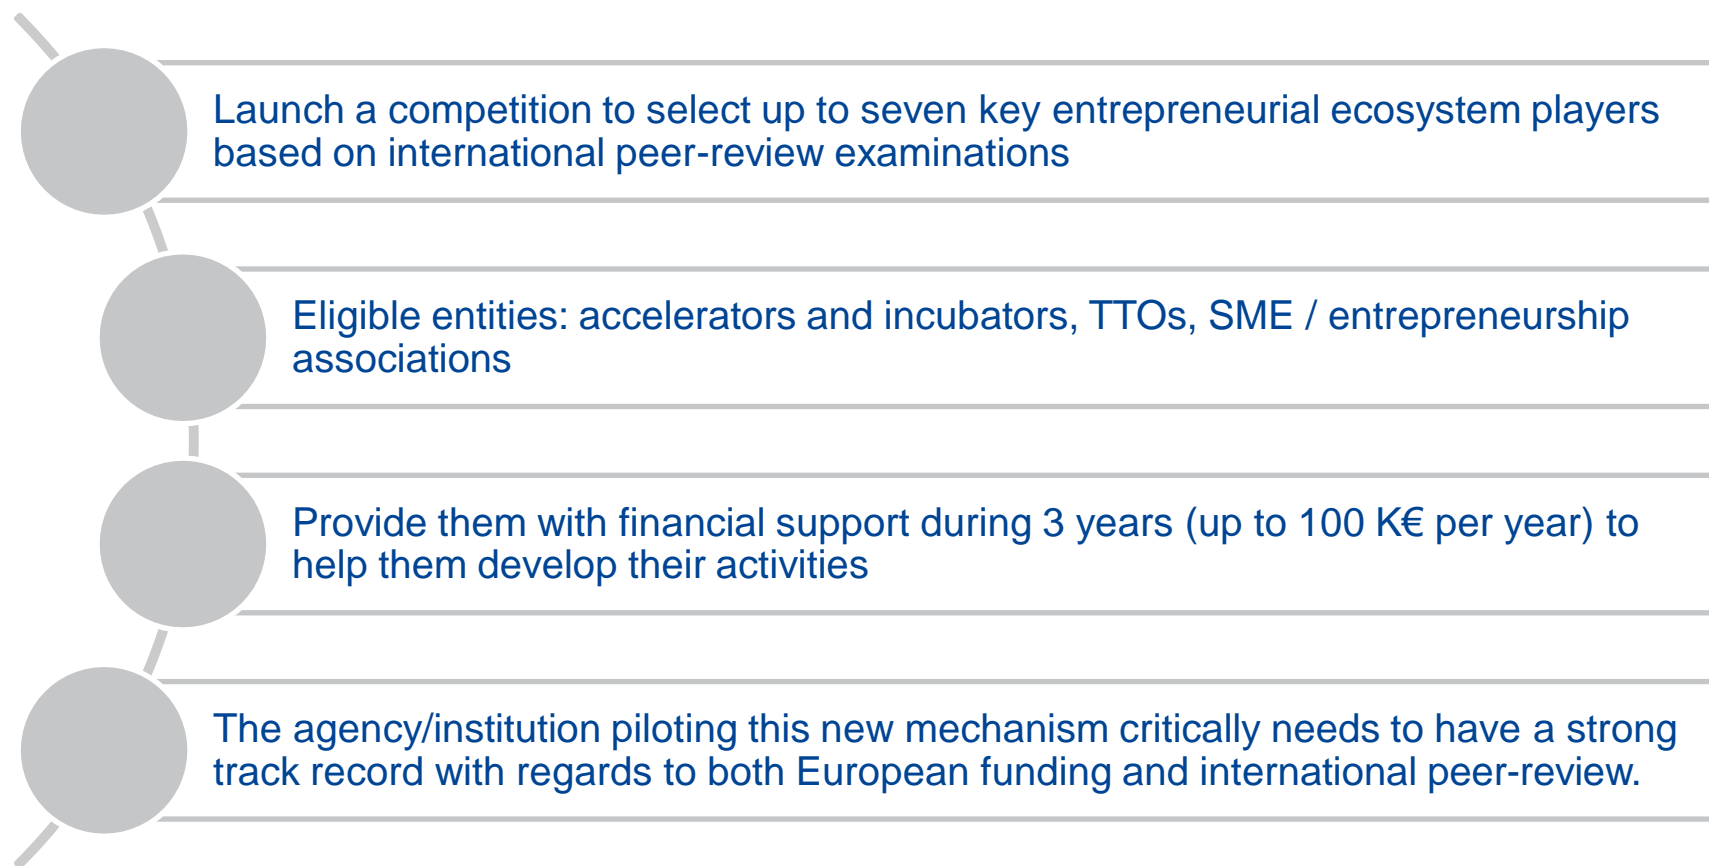 Launch a competition to select up to seven key entrepreneurial ecosystem players
based on international peer-review examinations
Eligible entities: accelerators and incubators, TTOs, SME / entrepreneurship
associations
Provide them with financial support during 3 years (up to 100 K€ per year) to
help them develop their activities
The agency/institution piloting this new mechanism critically needs to have a strong
track record with regards to both European funding and international peer-review.